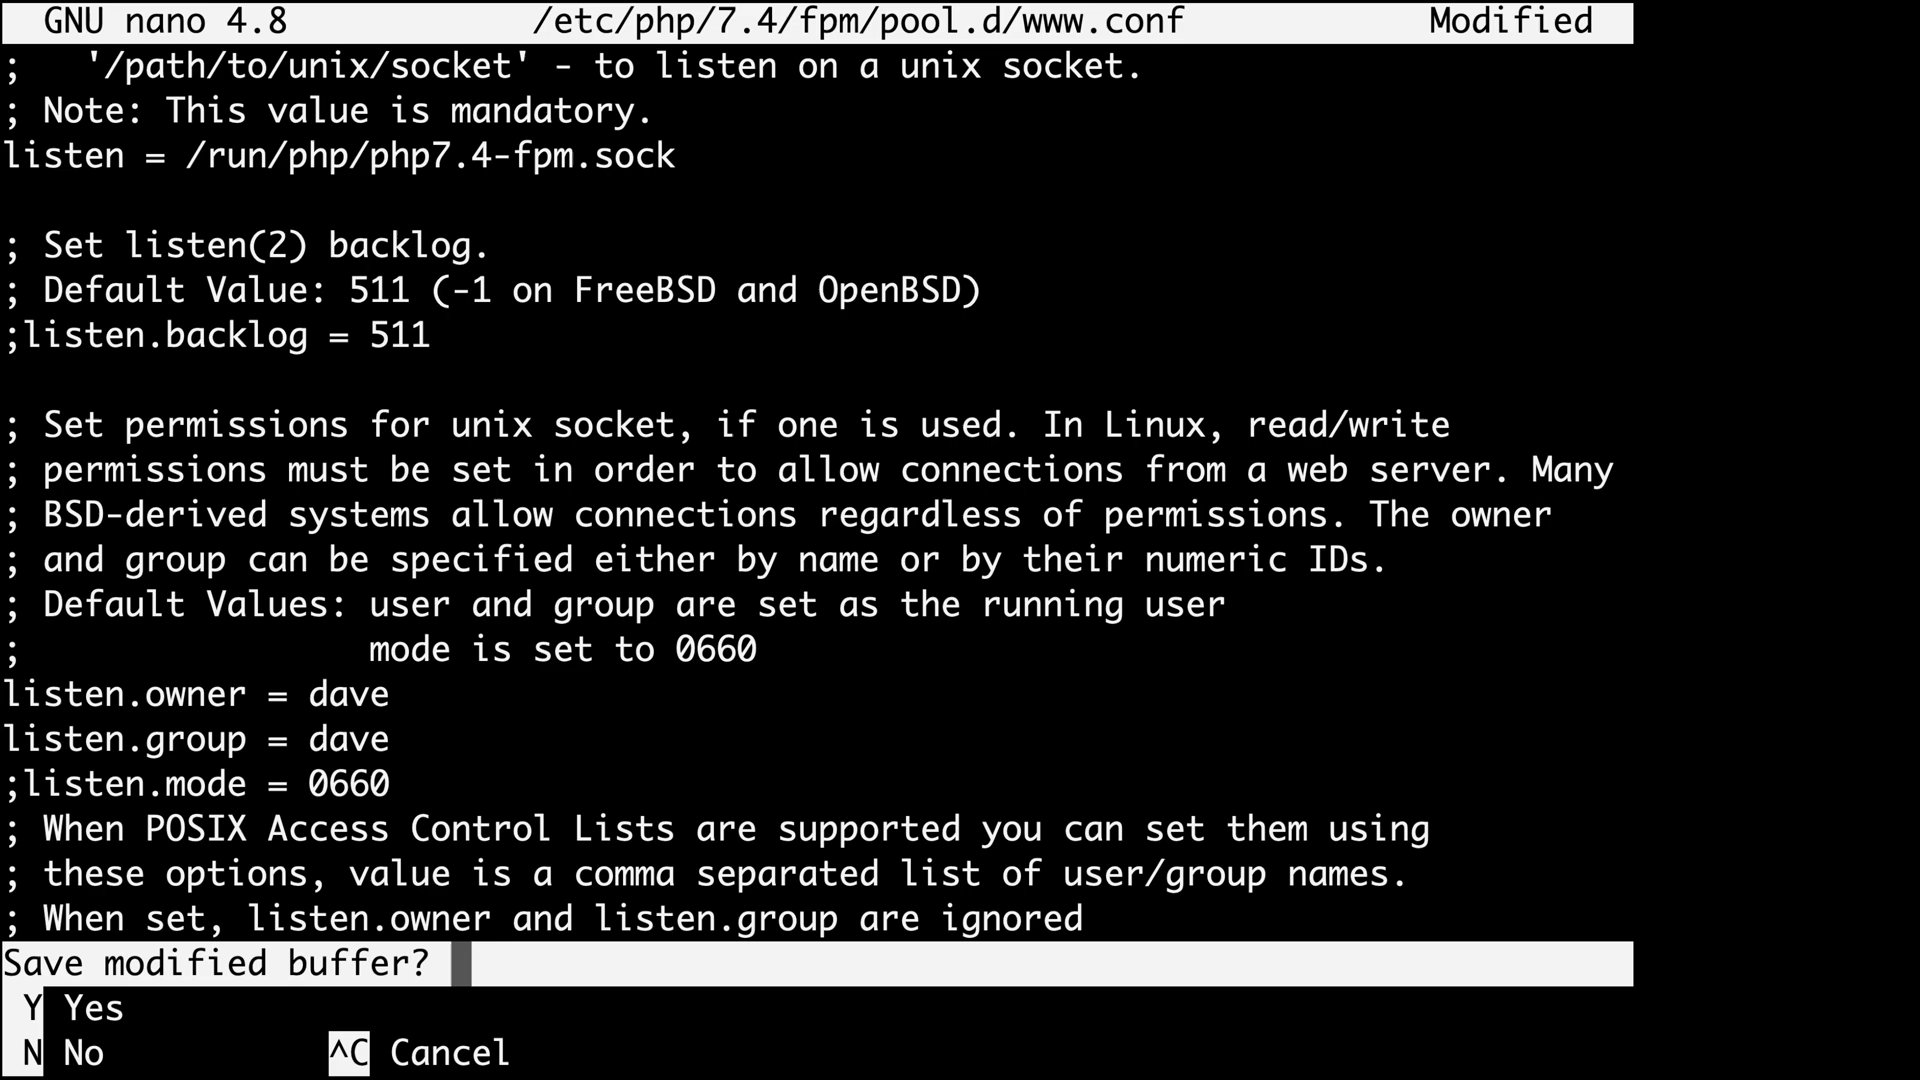 GNU nano 4.8 /etc/php/7.4/fpm/pool.d/www.conf Modified
; '/path/to/unix/socket' - to listen on a unix socket.
; Note: This value is mandatory.
listen = /run/php/php7.4-fpm.sock
; Set listen(2) backlog.
; Default Value: 511 (-1 on FreeBSD and OpenBSD)
;listen.backlog = 511
; Set permissions for unix socket, if one is used. In Linux, read/write
; permissions must be set in order to allow connections from a web server. Many
; BSD-derived systems allow connections regardless of permissions. The owner
; and group can be specified either by name or by their numeric IDs.
; Default Values: user and group are set as the running user
; mode is set to 0660
listen.owner = dave
listen.group = dave
;listen.mode = 0660
; When POSIX Access Control Lists are supported you can set them using
; these options, value is a comma separated list of user/group names.
; When set, listen.owner and listen.group are ignored
Save modified buffer?
Y Yes
N No ^C Cancel